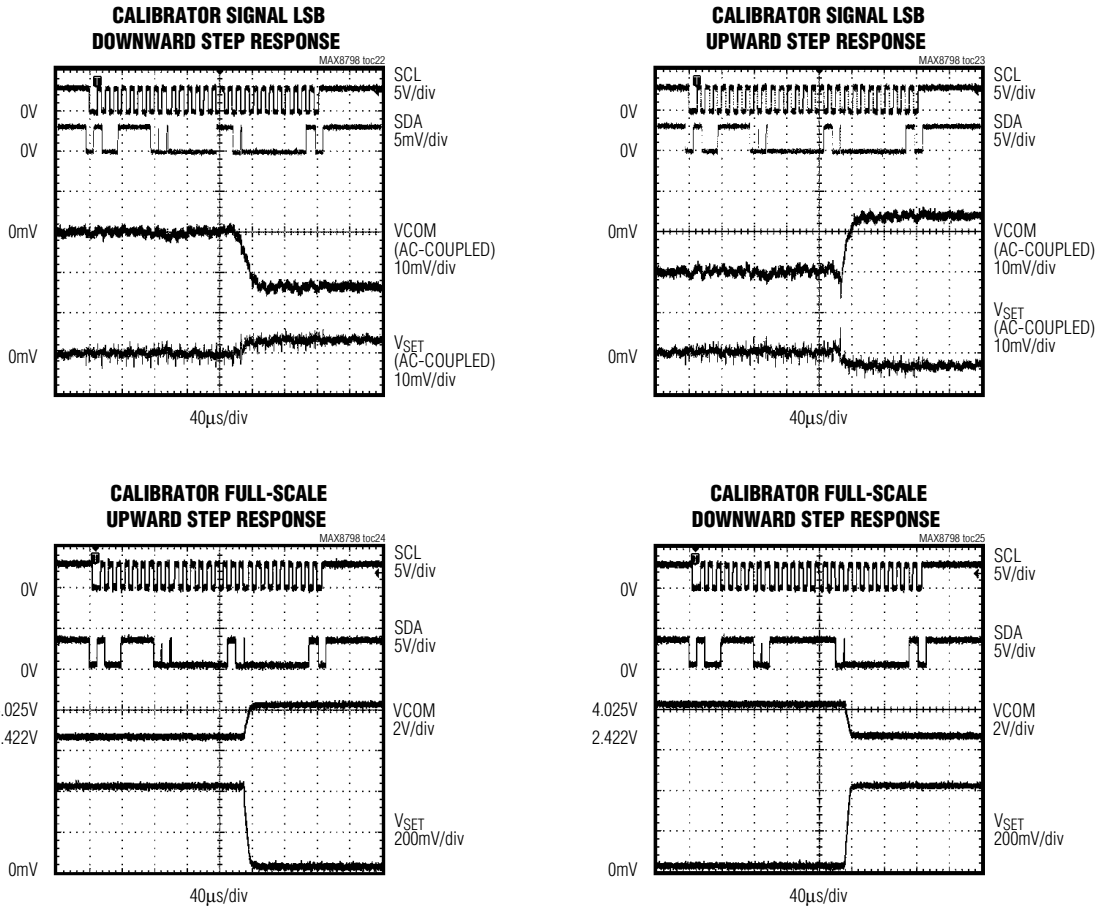 CALIBRATOR SIGNAL LSB
DOWNWARD STEP RESPONSE
MAX8798 toc22
T
SCL
5V/div
0V
SDA
5mV/div
0V
0mV
VCOM
(AC-COUPLED)
10mV/div
0mV
VSET
(AC-COUPLED)
10mV/div
40µs/div
CALIBRATOR SIGNAL LSB
UPWARD STEP RESPONSE
MAX8798 toc23
T
SCL
5V/div
0V
SDA
5V/div
0V
0mV
VCOM
(AC-COUPLED)
10mV/div
VSET
(AC-COUPLED)
10mV/div
0mV
40µs/div
CALIBRATOR FULL-SCALE
UPWARD STEP RESPONSE
MAX8798 toc24
T
SCL
5V/div
0V
SDA
5V/div
0V
.025V
.422V
VCOM
2V/div
VSET
200mV/div
0mV
40µs/div
CALIBRATOR FULL-SCALE
DOWNWARD STEP RESPONSE
MAX8798 toc25
T
SCL
5V/div
0V
SDA
5V/div
0V
4.025V
2.422V
VCOM
2V/div
VSET
200mV/div
0mV
40µs/div